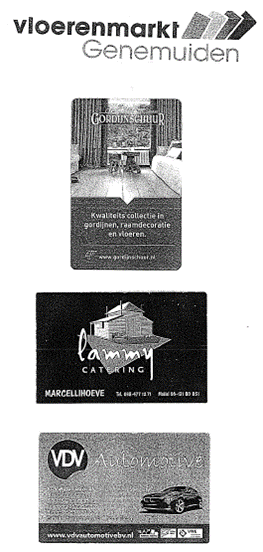 vloerenmarkt
Genemuiden
GORDIJNSCHUUR
Kwaliteits collectie in
gordijnen, raamdecoratie
en vloeren.
www.gordijnschuur.nl
lammy
CATERING
MARCELLIHOEVE
VDV Automotive
www.vdvautomotivebv.nl